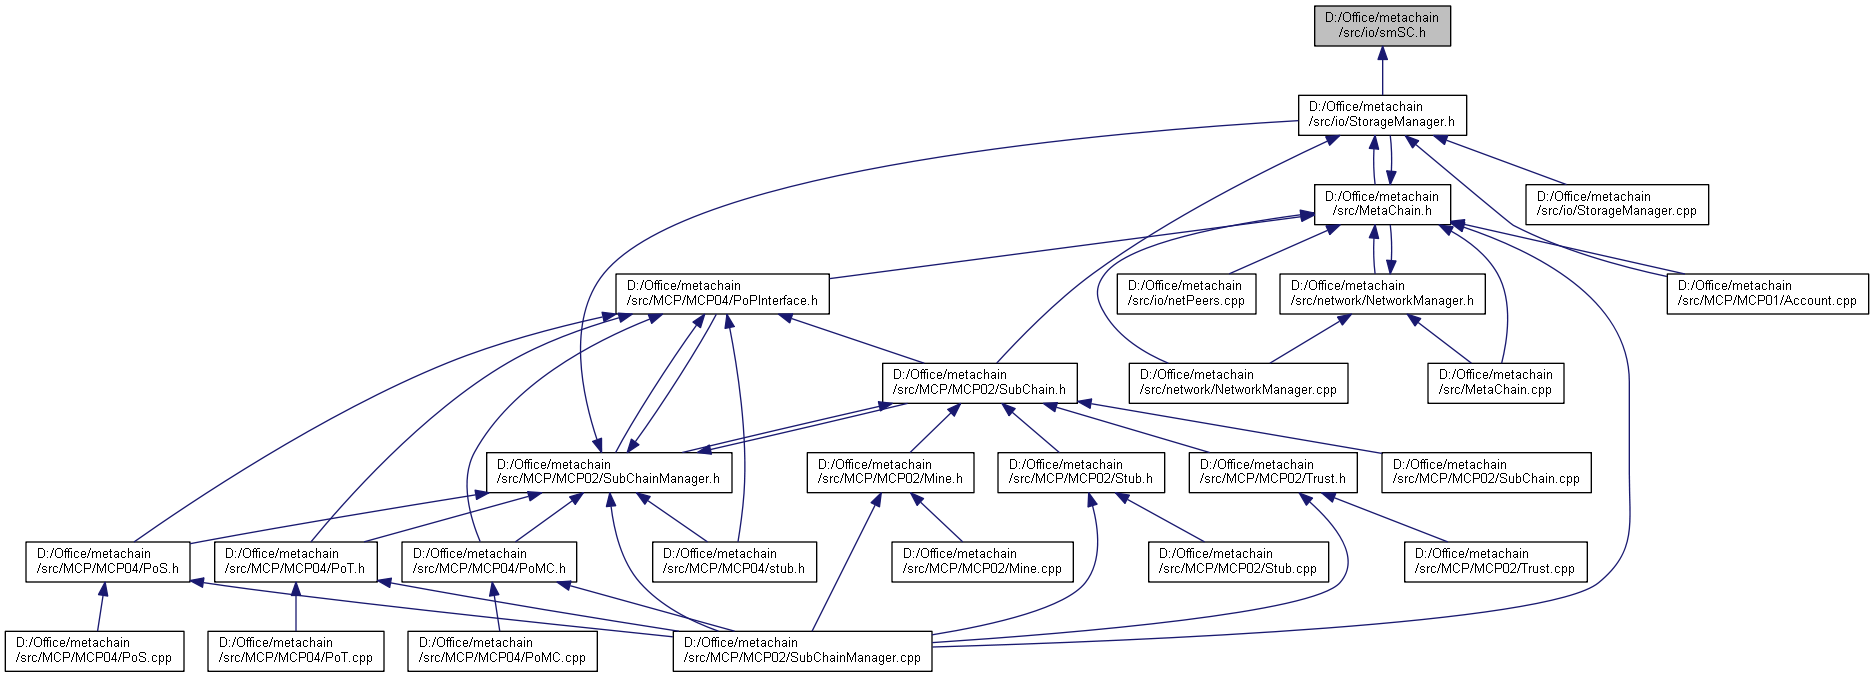 D:/Office/metachain
/src/io/smSC.h
D:/Office/metachain
/src/io/StorageManager.h
D:/Office/metachain
/src/MetaChain.h
D:/Office/metachain
/src/io/StorageManager.cpp
D:/Office/metachain
/src/MCP/MCP04/PoPInterface.h
D:/Office/metachain
/src/io/netPeers.cpp
D:/Office/metachain
/src/network/NetworkManager.h
D:/Office/metachain
/src/MCP/MCP01/Account.cpp
D:/Office/metachain
/src/MCP/MCP02/SubChain.h
D:/Office/metachain
/src/network/NetworkManager.cpp
D:/Office/metachain
/src/MetaChain.cpp
D:/Office/metachain
/src/MCP/MCP02/SubChainManager.h
D:/Office/metachain
/src/MCP/MCP02/Mine.h
D:/Office/metachain
/src/MCP/MCP02/Stub.h
D:/Office/metachain
/src/MCP/MCP02/Trust.h
D:/Office/metachain
/src/MCP/MCP02/SubChain.cpp
D:/Office/metachain
/src/MCP/MCP04/PoS.h
D:/Office/metachain
/src/MCP/MCP04/PoT.h
D:/Office/metachain
/src/MCP/MCP04/PoMC.h
D:/Office/metachain
/src/MCP/MCP04/stub.h
D:/Office/metachain
/src/MCP/MCP02/Mine.cpp
D:/Office/metachain
/src/MCP/MCP02/Stub.cpp
D:/Office/metachain
/src/MCP/MCP02/Trust.cpp
D:/Office/metachain
/src/MCP/MCP04/PoS.cpp
D:/Office/metachain
/src/MCP/MCP04/PoT.cpp
D:/Office/metachain
/src/MCP/MCP04/PoMC.cpp
D:/Office/metachain
/src/MCP/MCP02/SubChainManager.cpp